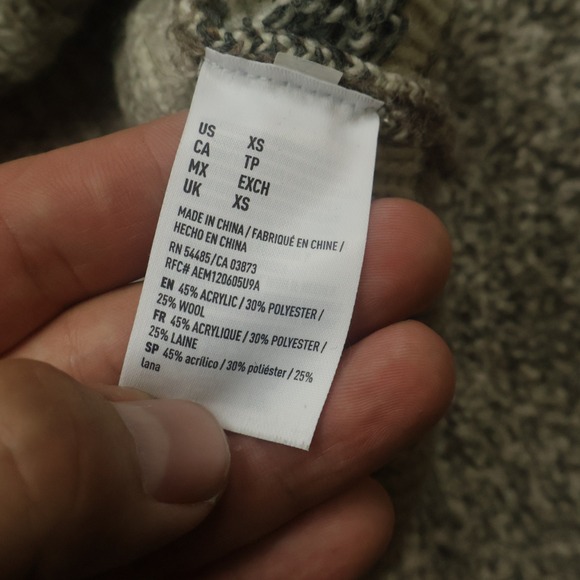 US XS
CA TP
MX EXCH
UK XS
MADE IN CHINA / FABRIQUÉ EN CHINE /
HECHO EN CHINA
RN 54485/CA 03873
RFC# AEM120605U9A
EN 45% ACRYLIC / 30% POLYESTER /
25% WOOL
FR 45% ACRYLIQUE / 30% POLYESTER /
25% LAINE
SP 45% acrílico / 30% poliéster / 25%
lana